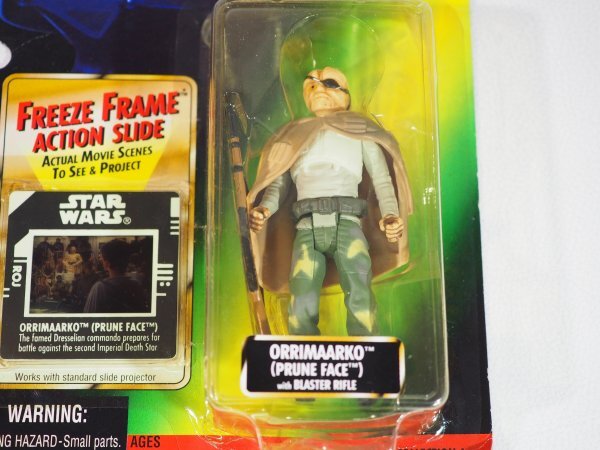 FREEZE FRAME™
ACTION SLIDE
ACTUAL MOVIE SCENES
TO SEE & PROJECT
STAR
WARS®
ROJ
ORRIMAARKO™ (PRUNE FACE™)
The famed Dresselian commando prepares for
battle against the second Imperial Death Star
Works with standard slide projector
ORRIMAARKO™
(PRUNE FACE™)
with BLASTER RIFLE
WARNING:
HAZARD-Small parts. AGES